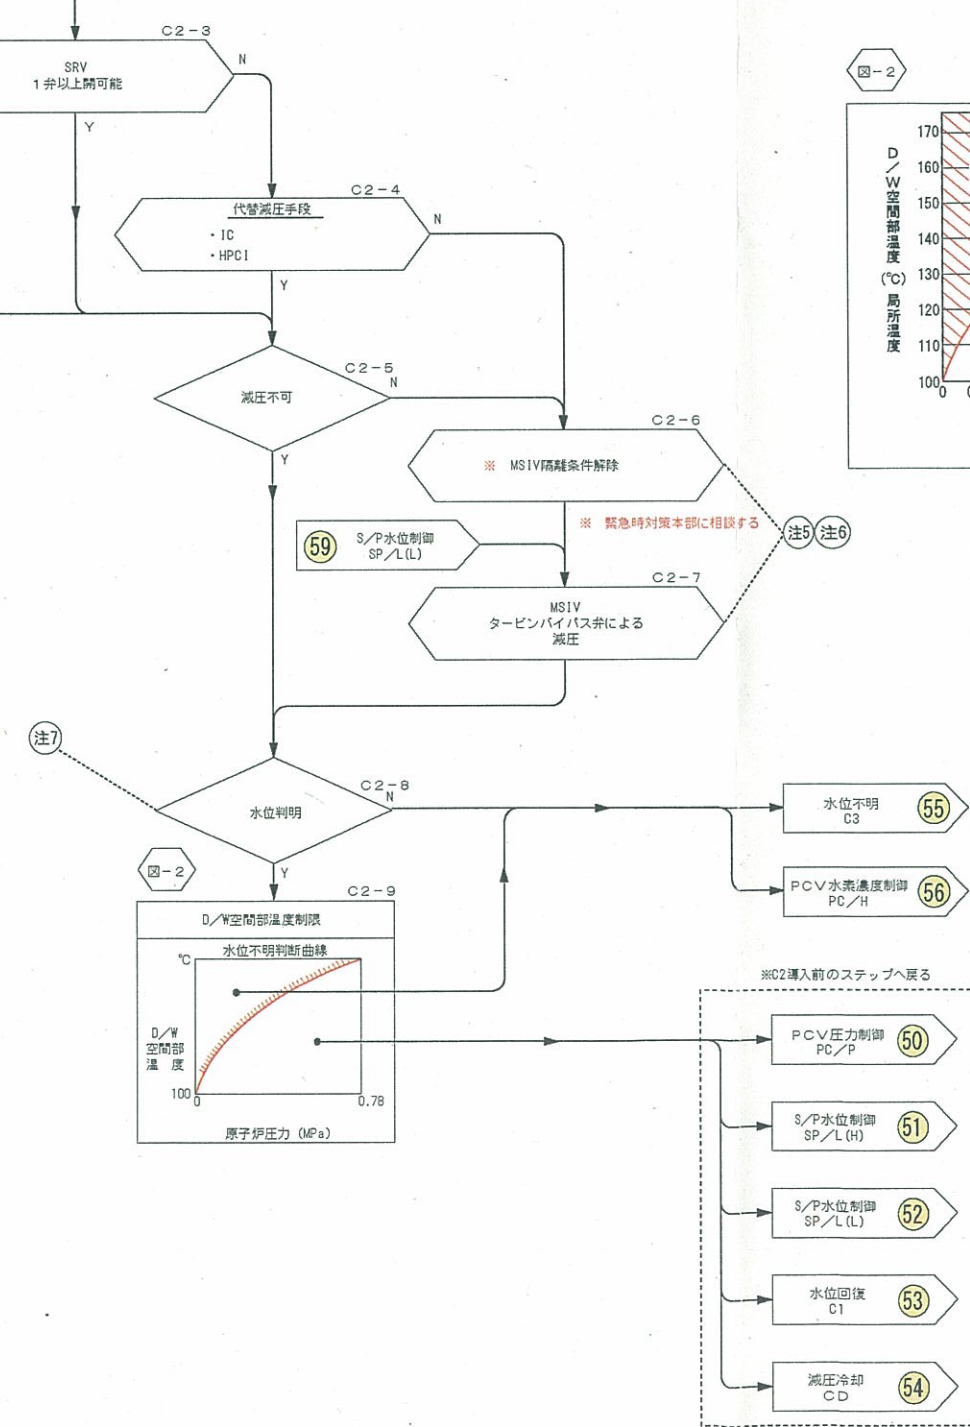 C2-3
SRV
1弁以上開可能
N
Y
C2-4
代替減圧手段
・IC
・HPCI
N
Y
C2-5
減圧不可
N
Y
C2-6
※ MSIV隔離条件解除
※ 緊急時対策本部に相談する
59
S/P水位制御
SP/L(L)
注5
注6
C2-7
MSIV
タービンバイパス弁による
減圧
注7
C2-8
水位判明
N
Y
図-2
C2-9
D/W空間部温度制限
水位不明判断曲線
℃
D/W
空間部
温 度
100
0
0.78
原子炉圧力 (MPa)
水位不明
C3
55
PCV水素濃度制御
PC/H
56
※C2導入前のステップへ戻る
PCV圧力制御
PC/P
50
S/P水位制御
SP/L(H)
51
S/P水位制御
SP/L(L)
52
水位回復
C1
53
減圧冷却
CD
54
図-2
D/W空間部温度(℃)局所温度
170
160
150
140
130
120
110
100
0